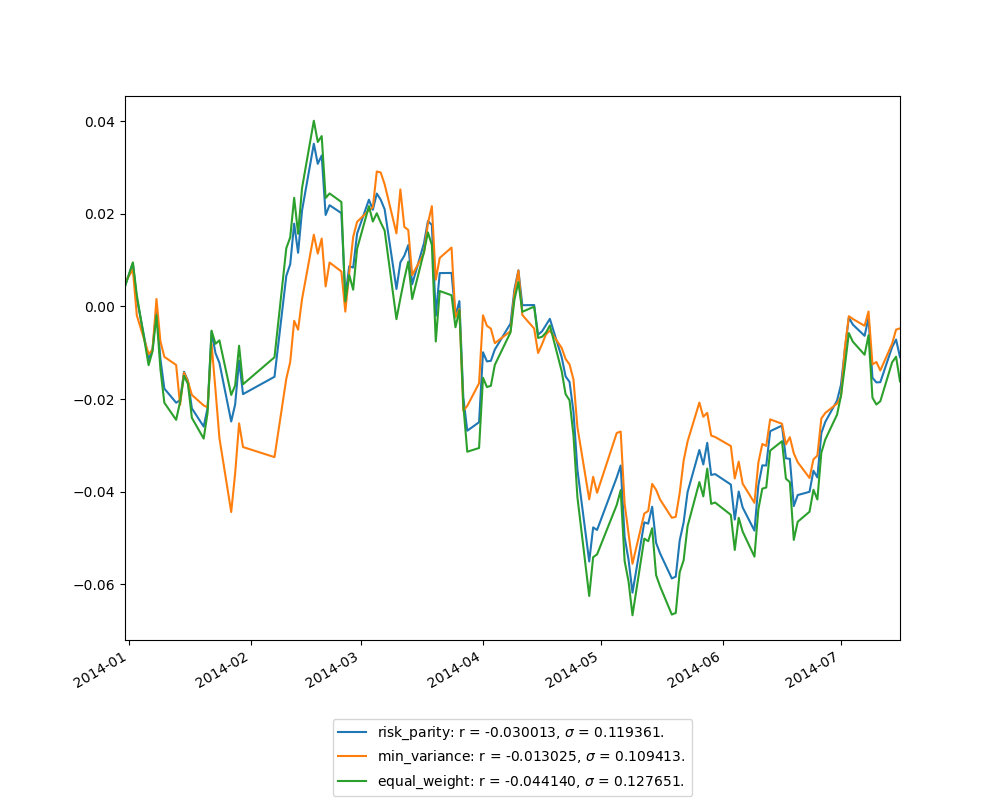 0.04
0.02
0.00
−0.02
−0.04
−0.06
2014-01 2014-02 2014-03 2014-04 2014-05 2014-06 2014-07
risk_parity: r = -0.030013, σ = 0.119361.
min_variance: r = -0.013025, σ = 0.109413.
equal_weight: r = -0.044140, σ = 0.127651.